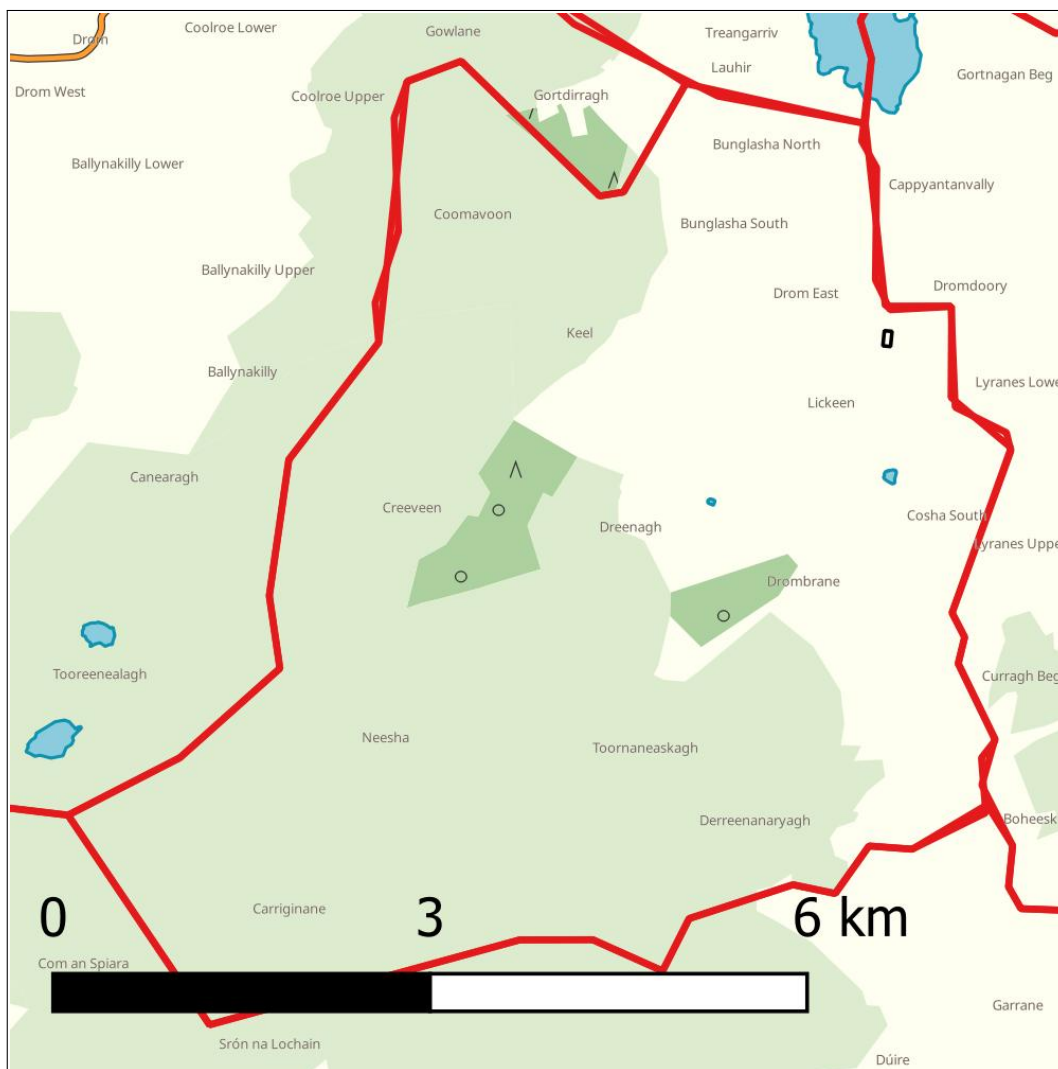 Coolroe Lower
Gowlane
Treangarriv
Drom
Lauhir
Gortnagan Beg
Drom West
Coolroe Upper
Gortdirragh
Bunglasha North
Ballynakilly Lower
Cappyantanvally
Coomavoon
Bunglasha South
Ballynakilly Upper
Dromdoory
Drom East
Keel
Ballynakilly
Lyranes Lowe
Lickeen
Canearagh
Creeveen
Cosha South
Dreenagh
Lyranes Uppe
Drombrane
Tooreenealagh
Curragh Beg
Neesha
Toornaneaskagh
Derreenanaryagh
Boheesk
Carriginane
0
3
6 km
Com an Spiara
Garrane
Srón na Lochain
Dúire